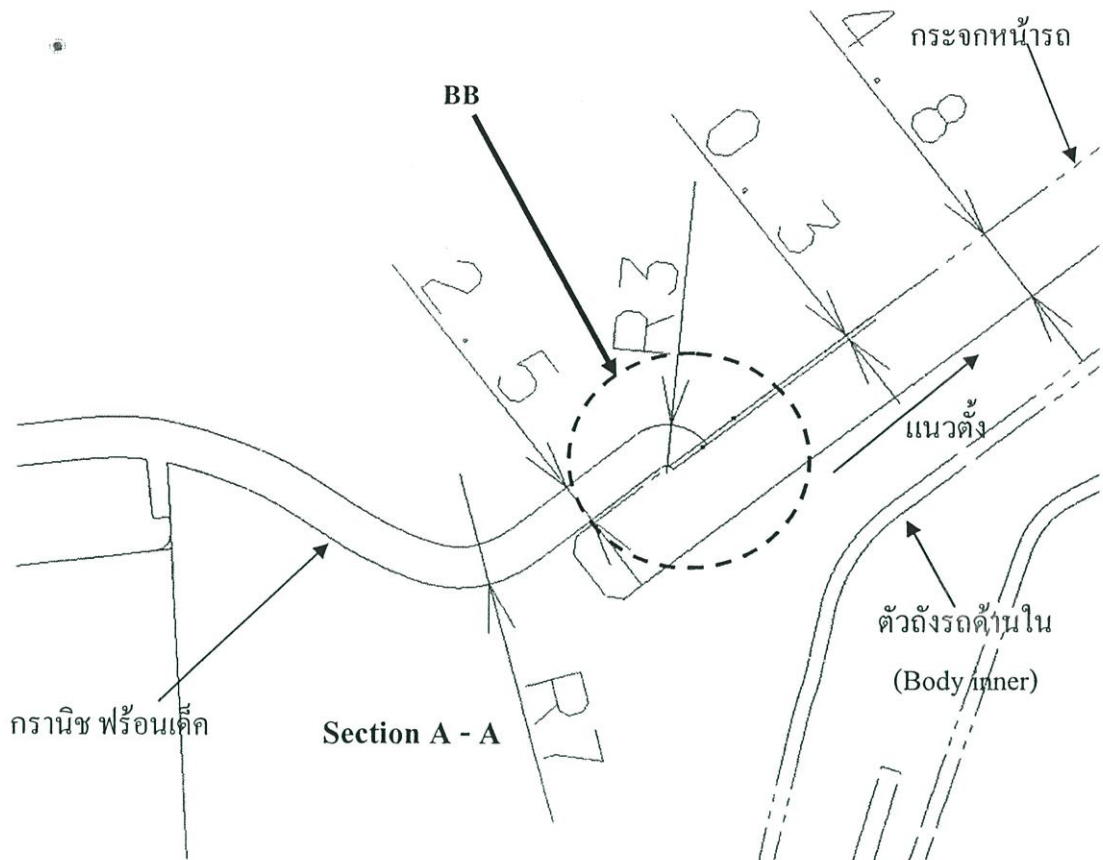 กระจกหน้ารถ
4.8
BB
0.3
R3
2.5
แนวตั้ง
ตัวถังรถด้านใน
(Body inner)
กรานิช ฟร้อนเด็ค
Section A - A
R7